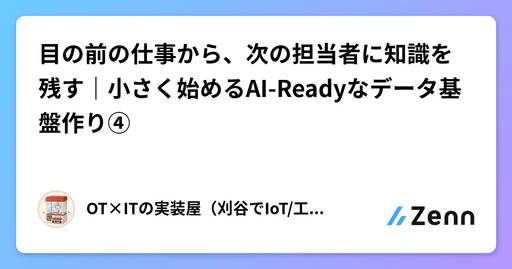 目の前の仕事から、次の担当者に知識を
残す｜小さく始めるAI-Readyなデータ基
盤作り④
OT×ITの実装屋（刈谷でIoT/工...
Zenn